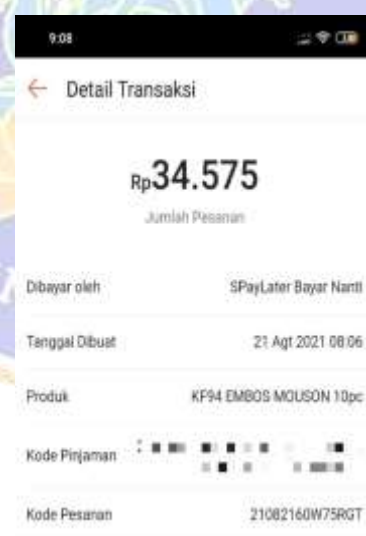 9:08
Detail Transaksi
Rp34.575
Jumlah Pesanan
Dibayar oleh SPayLater Bayar Nanti
Tanggal Dibuat 21 Agt 2021 08:06
Produk KF94 EMBOS MOUSON 10pc
Kode Pinjaman
Kode Pesanan 21082160W75RGT